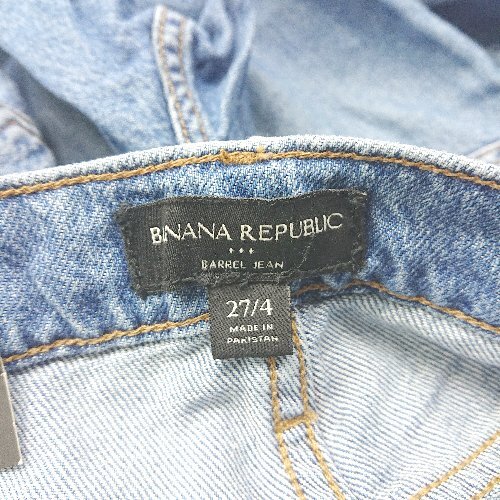 BANANA REPUBLIC
BARREL JEAN
27/4
MADE IN
PAKISTAN